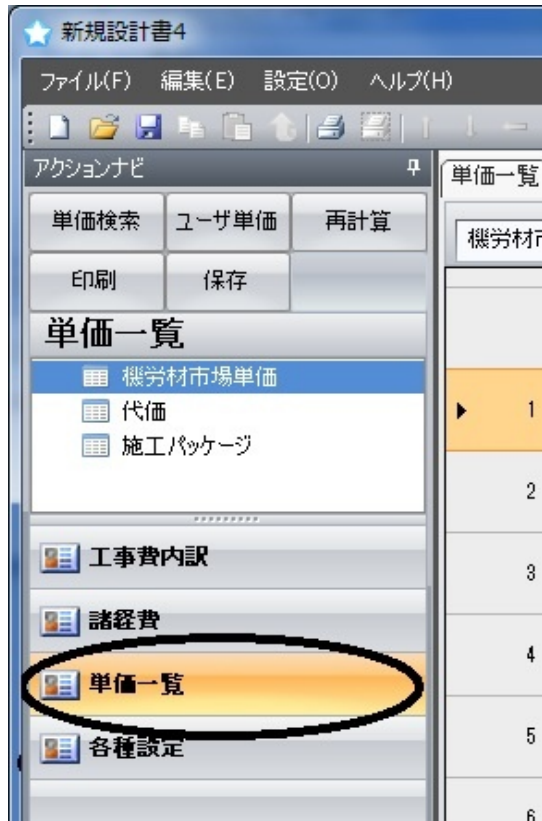 新規設計書4
ファイル(F) 編集(E) 設定(O) ヘルプ(H)
アクションナビ
単価検索 ユーザ単価 再計算
印刷 保存
単価一覧
機労材市場単価
代価
施工パッケージ
工事費内訳
諸経費
単価一覧
各種設定
単価一覧
機労材市
1
2
3
4
5
6